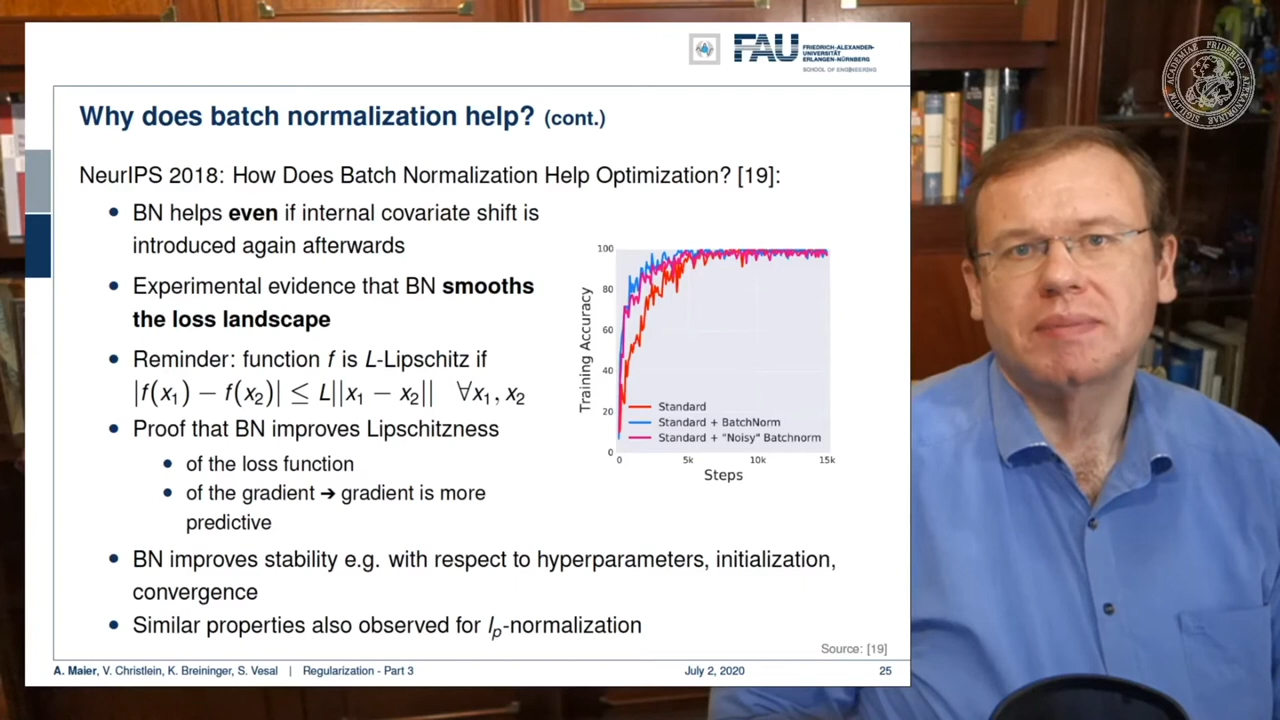 FAU
FRIEDRICH-ALEXANDER-
UNIVERSITÄT
ERLANGEN-NÜRNBERG
SCHOOL OF ENGINEERING
Why does batch normalization help? (cont.)
NeurIPS 2018: How Does Batch Normalization Help Optimization? [19]:
• BN helps even if internal covariate shift is
introduced again afterwards
• Experimental evidence that BN smooths
the loss landscape
• Reminder: function f is L-Lipschitz if
|f(x₁) − f(x₂)| ≤ L||x₁ − x₂|| ∀x₁, x₂
• Proof that BN improves Lipschitzness
• of the loss function
• of the gradient ➔ gradient is more
predictive
100
80
60
40
20
0
Training Accuracy
Standard
Standard + BatchNorm
Standard + "Noisy" Batchnorm
0 5k 10k 15k
Steps
• BN improves stability e.g. with respect to hyperparameters, initialization,
convergence
• Similar properties also observed for lₚ-normalization
Source: [19]
A. Maier, V. Christlein, K. Breininger, S. Vesal | Regularization - Part 3 July 2, 2020 25